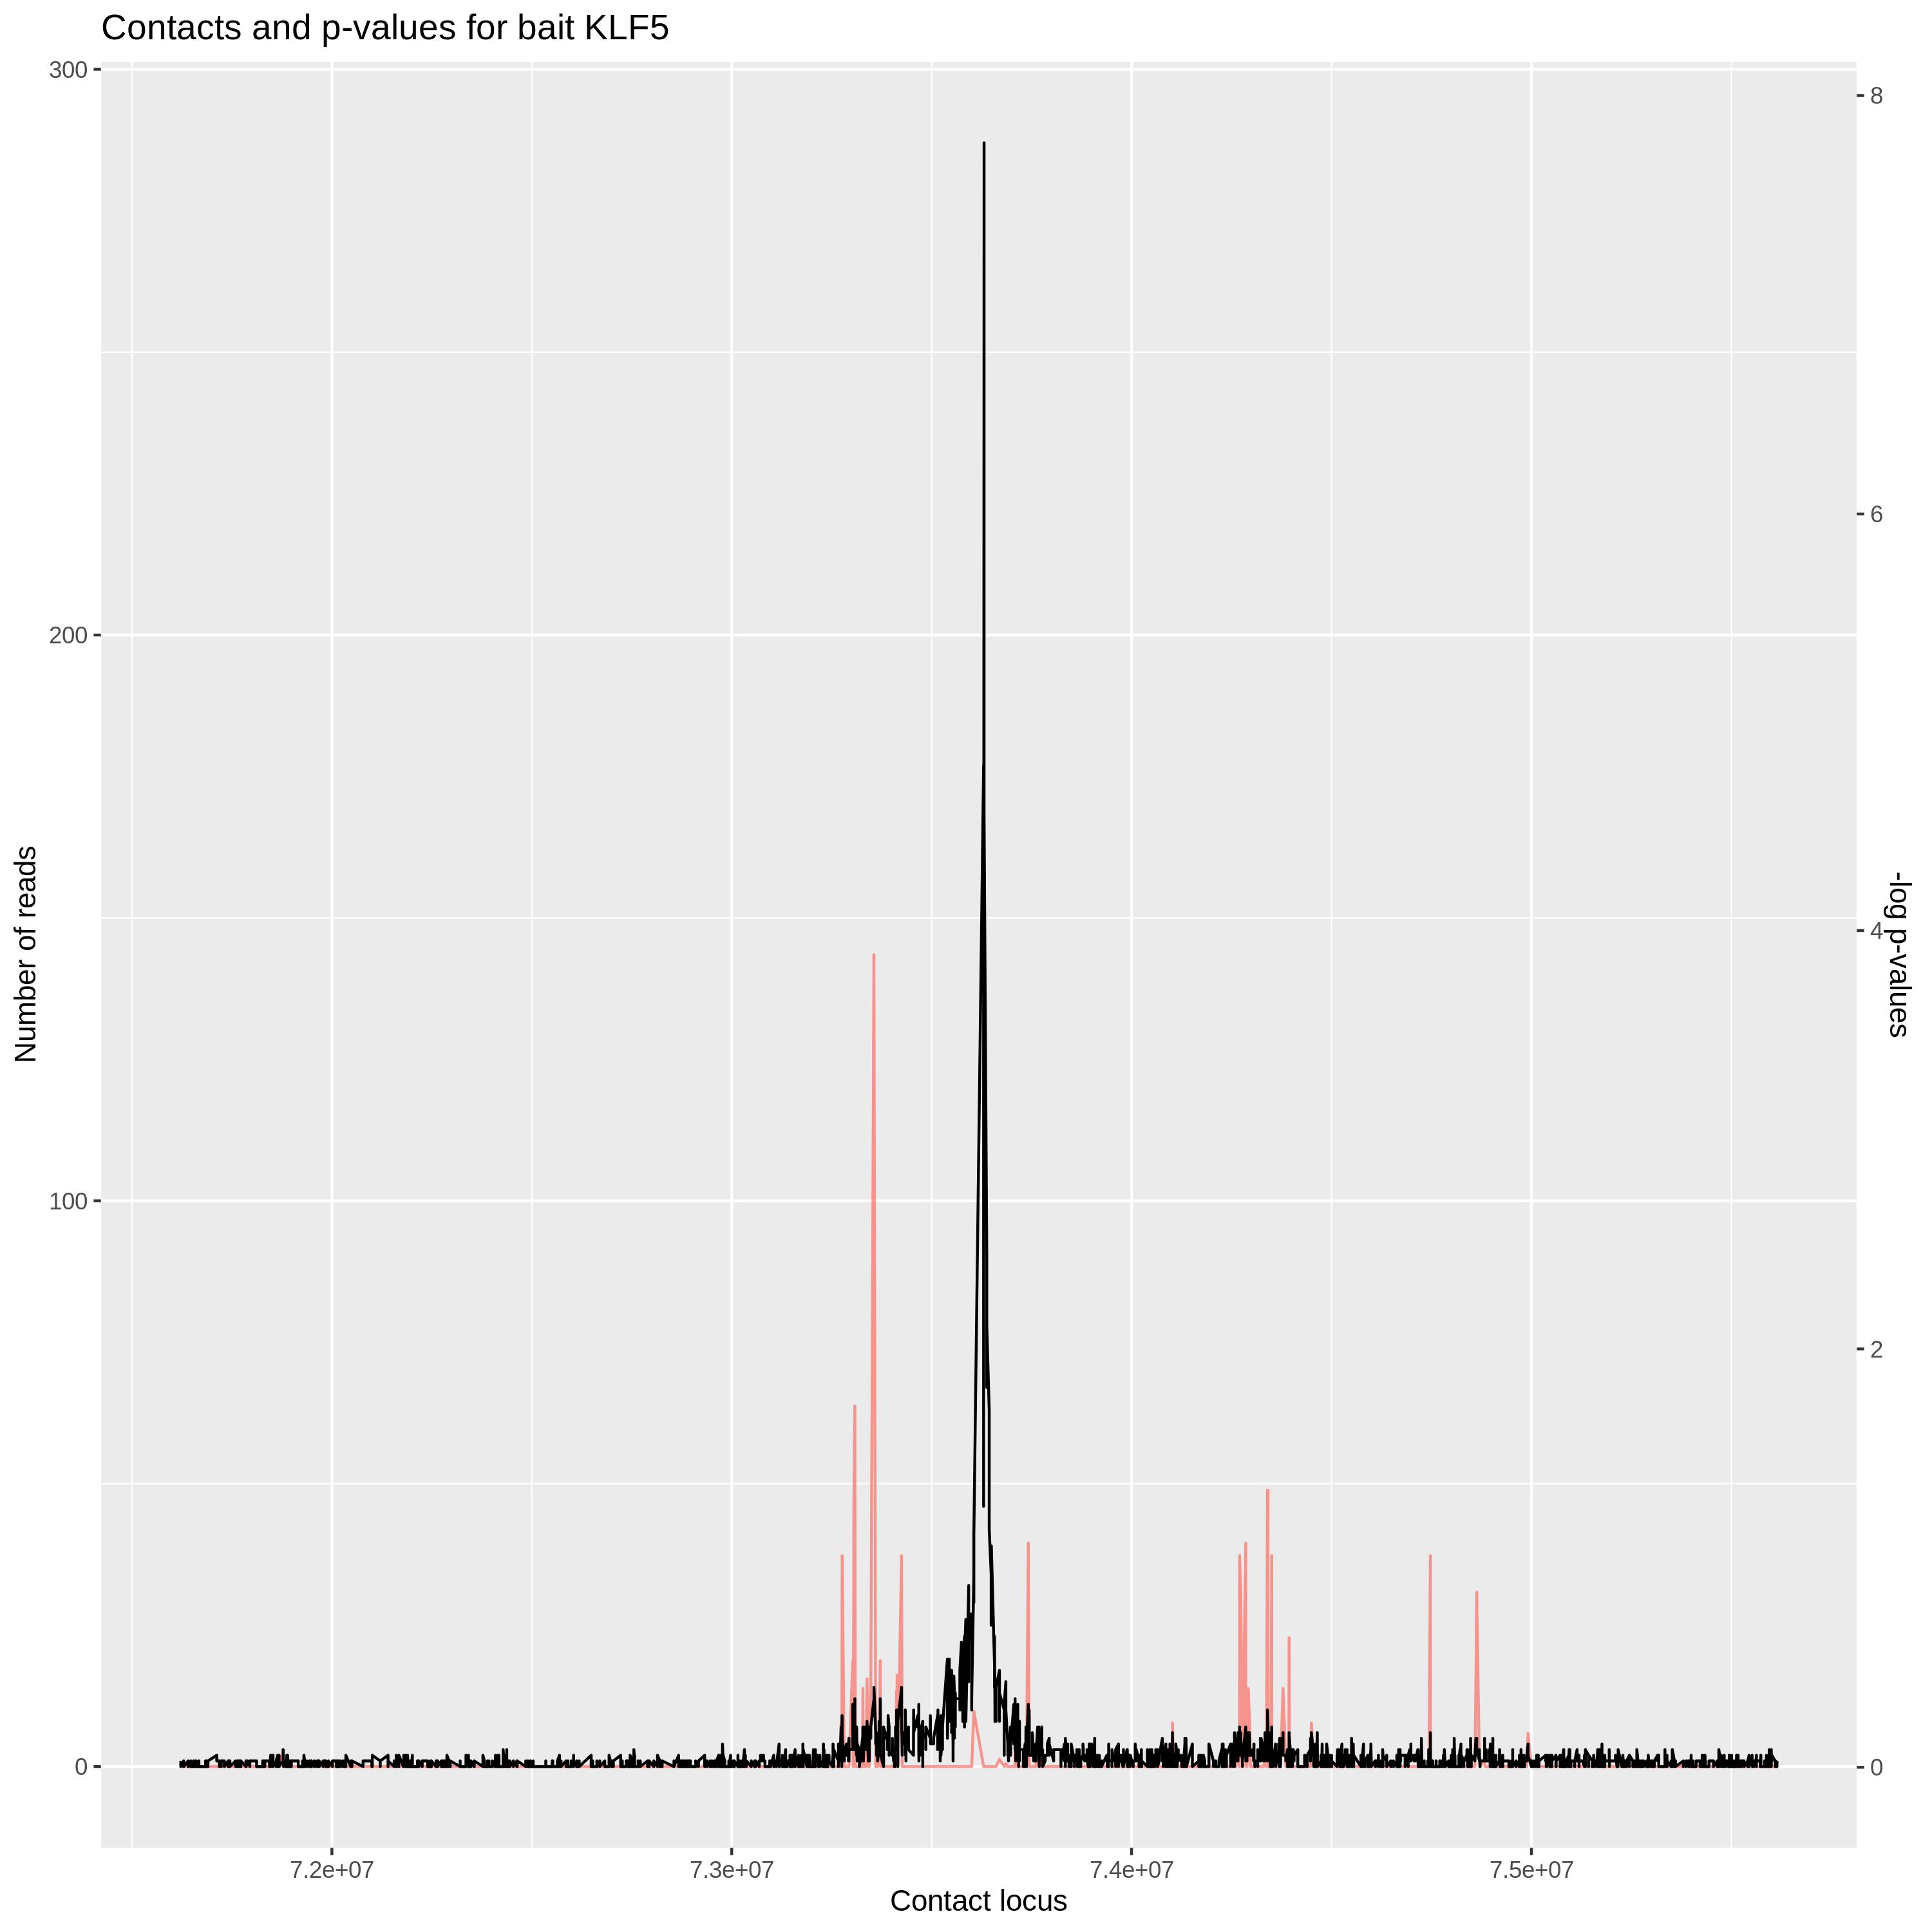 Contacts and p-values for bait KLF5
300
200
100
0
Number of reads
8
6
4
2
0
-log p-values
7.2e+07
7.3e+07
7.4e+07
7.5e+07
Contact locus